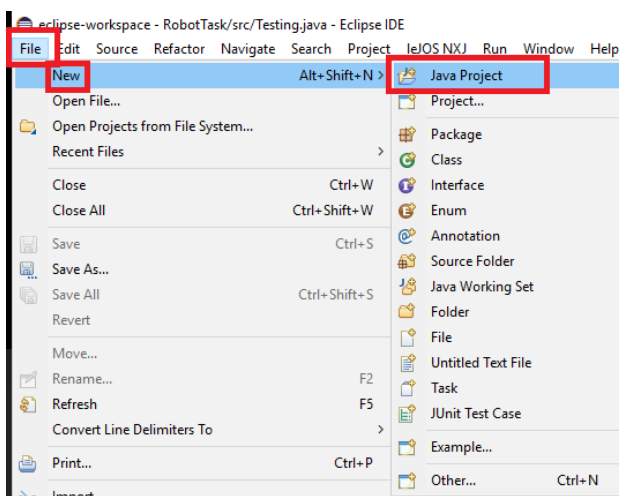 eclipse-workspace - RobotTask/src/Testing.java - Eclipse IDE
File Edit Source Refactor Navigate Search Project leJOS NXJ Run Window Help
New Alt+Shift+N >
Open File...
Open Projects from File System...
Recent Files >
Close Ctrl+W
Close All Ctrl+Shift+W
Save Ctrl+S
Save As...
Save All Ctrl+Shift+S
Revert
Move...
Rename... F2
Refresh F5
Convert Line Delimiters To >
Print... Ctrl+P
Import...
Java Project
Project...
Package
Class
Interface
Enum
Annotation
Source Folder
Java Working Set
Folder
File
Untitled Text File
Task
JUnit Test Case
Example...
Other... Ctrl+N